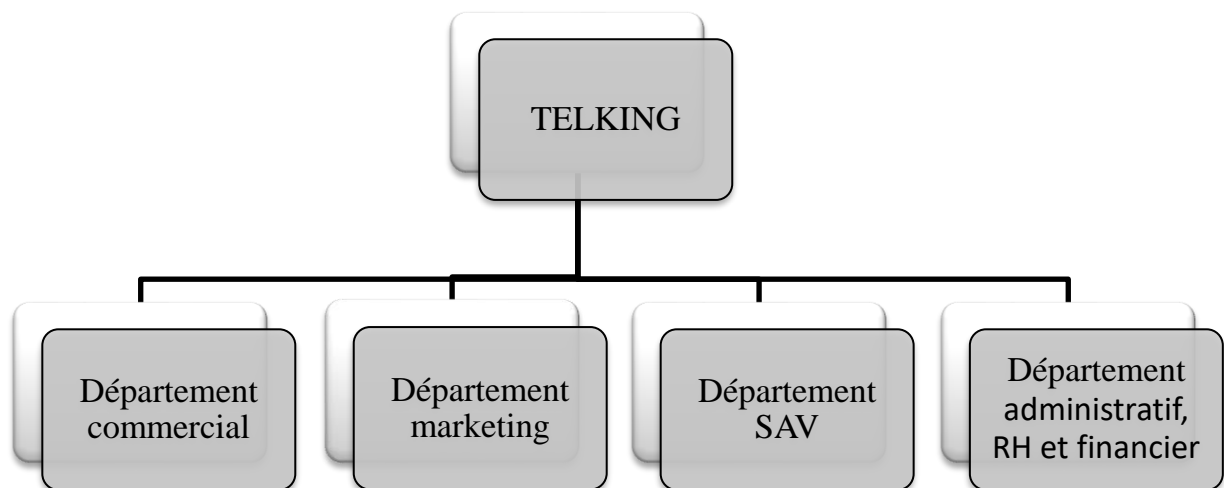 TELKING
Département
commercial
Département
marketing
Département
SAV
Département
administratif,
RH et financier